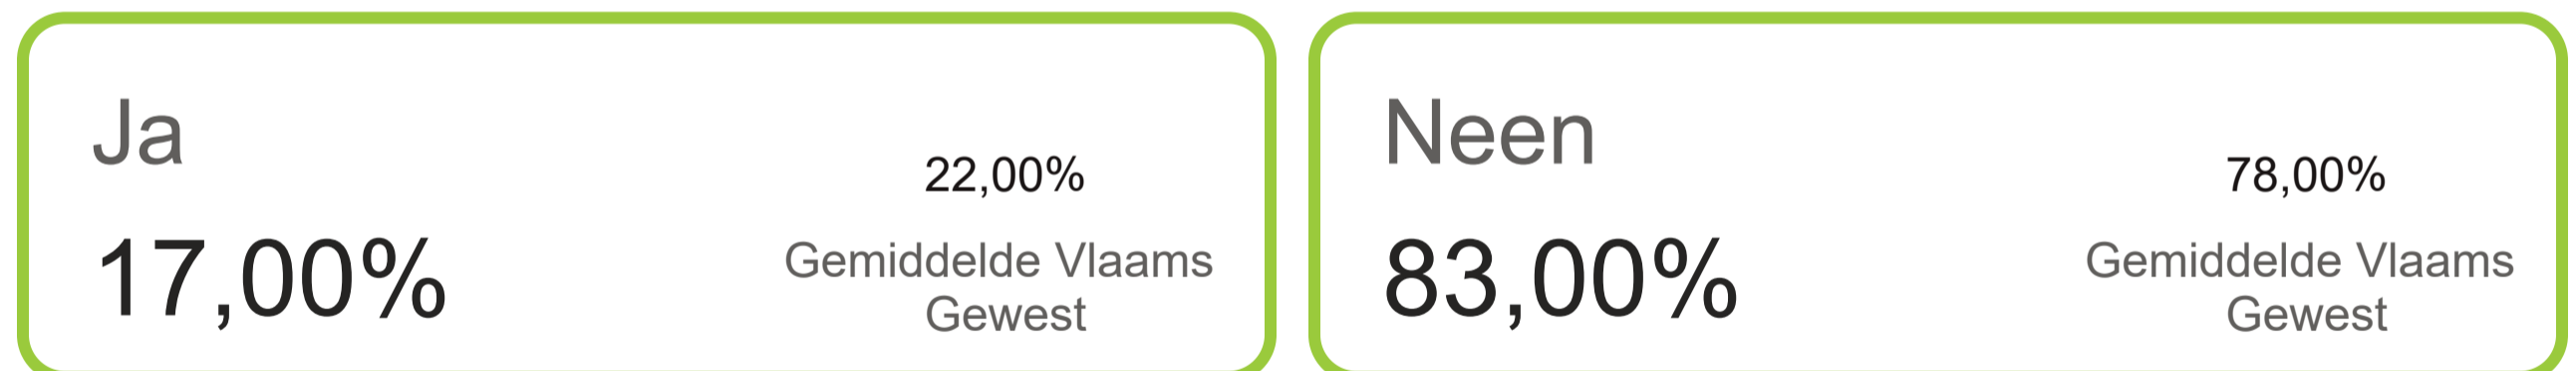 Ja
17,00%
22,00%
Gemiddelde Vlaams
Gewest
Neen
83,00%
78,00%
Gemiddelde Vlaams
Gewest